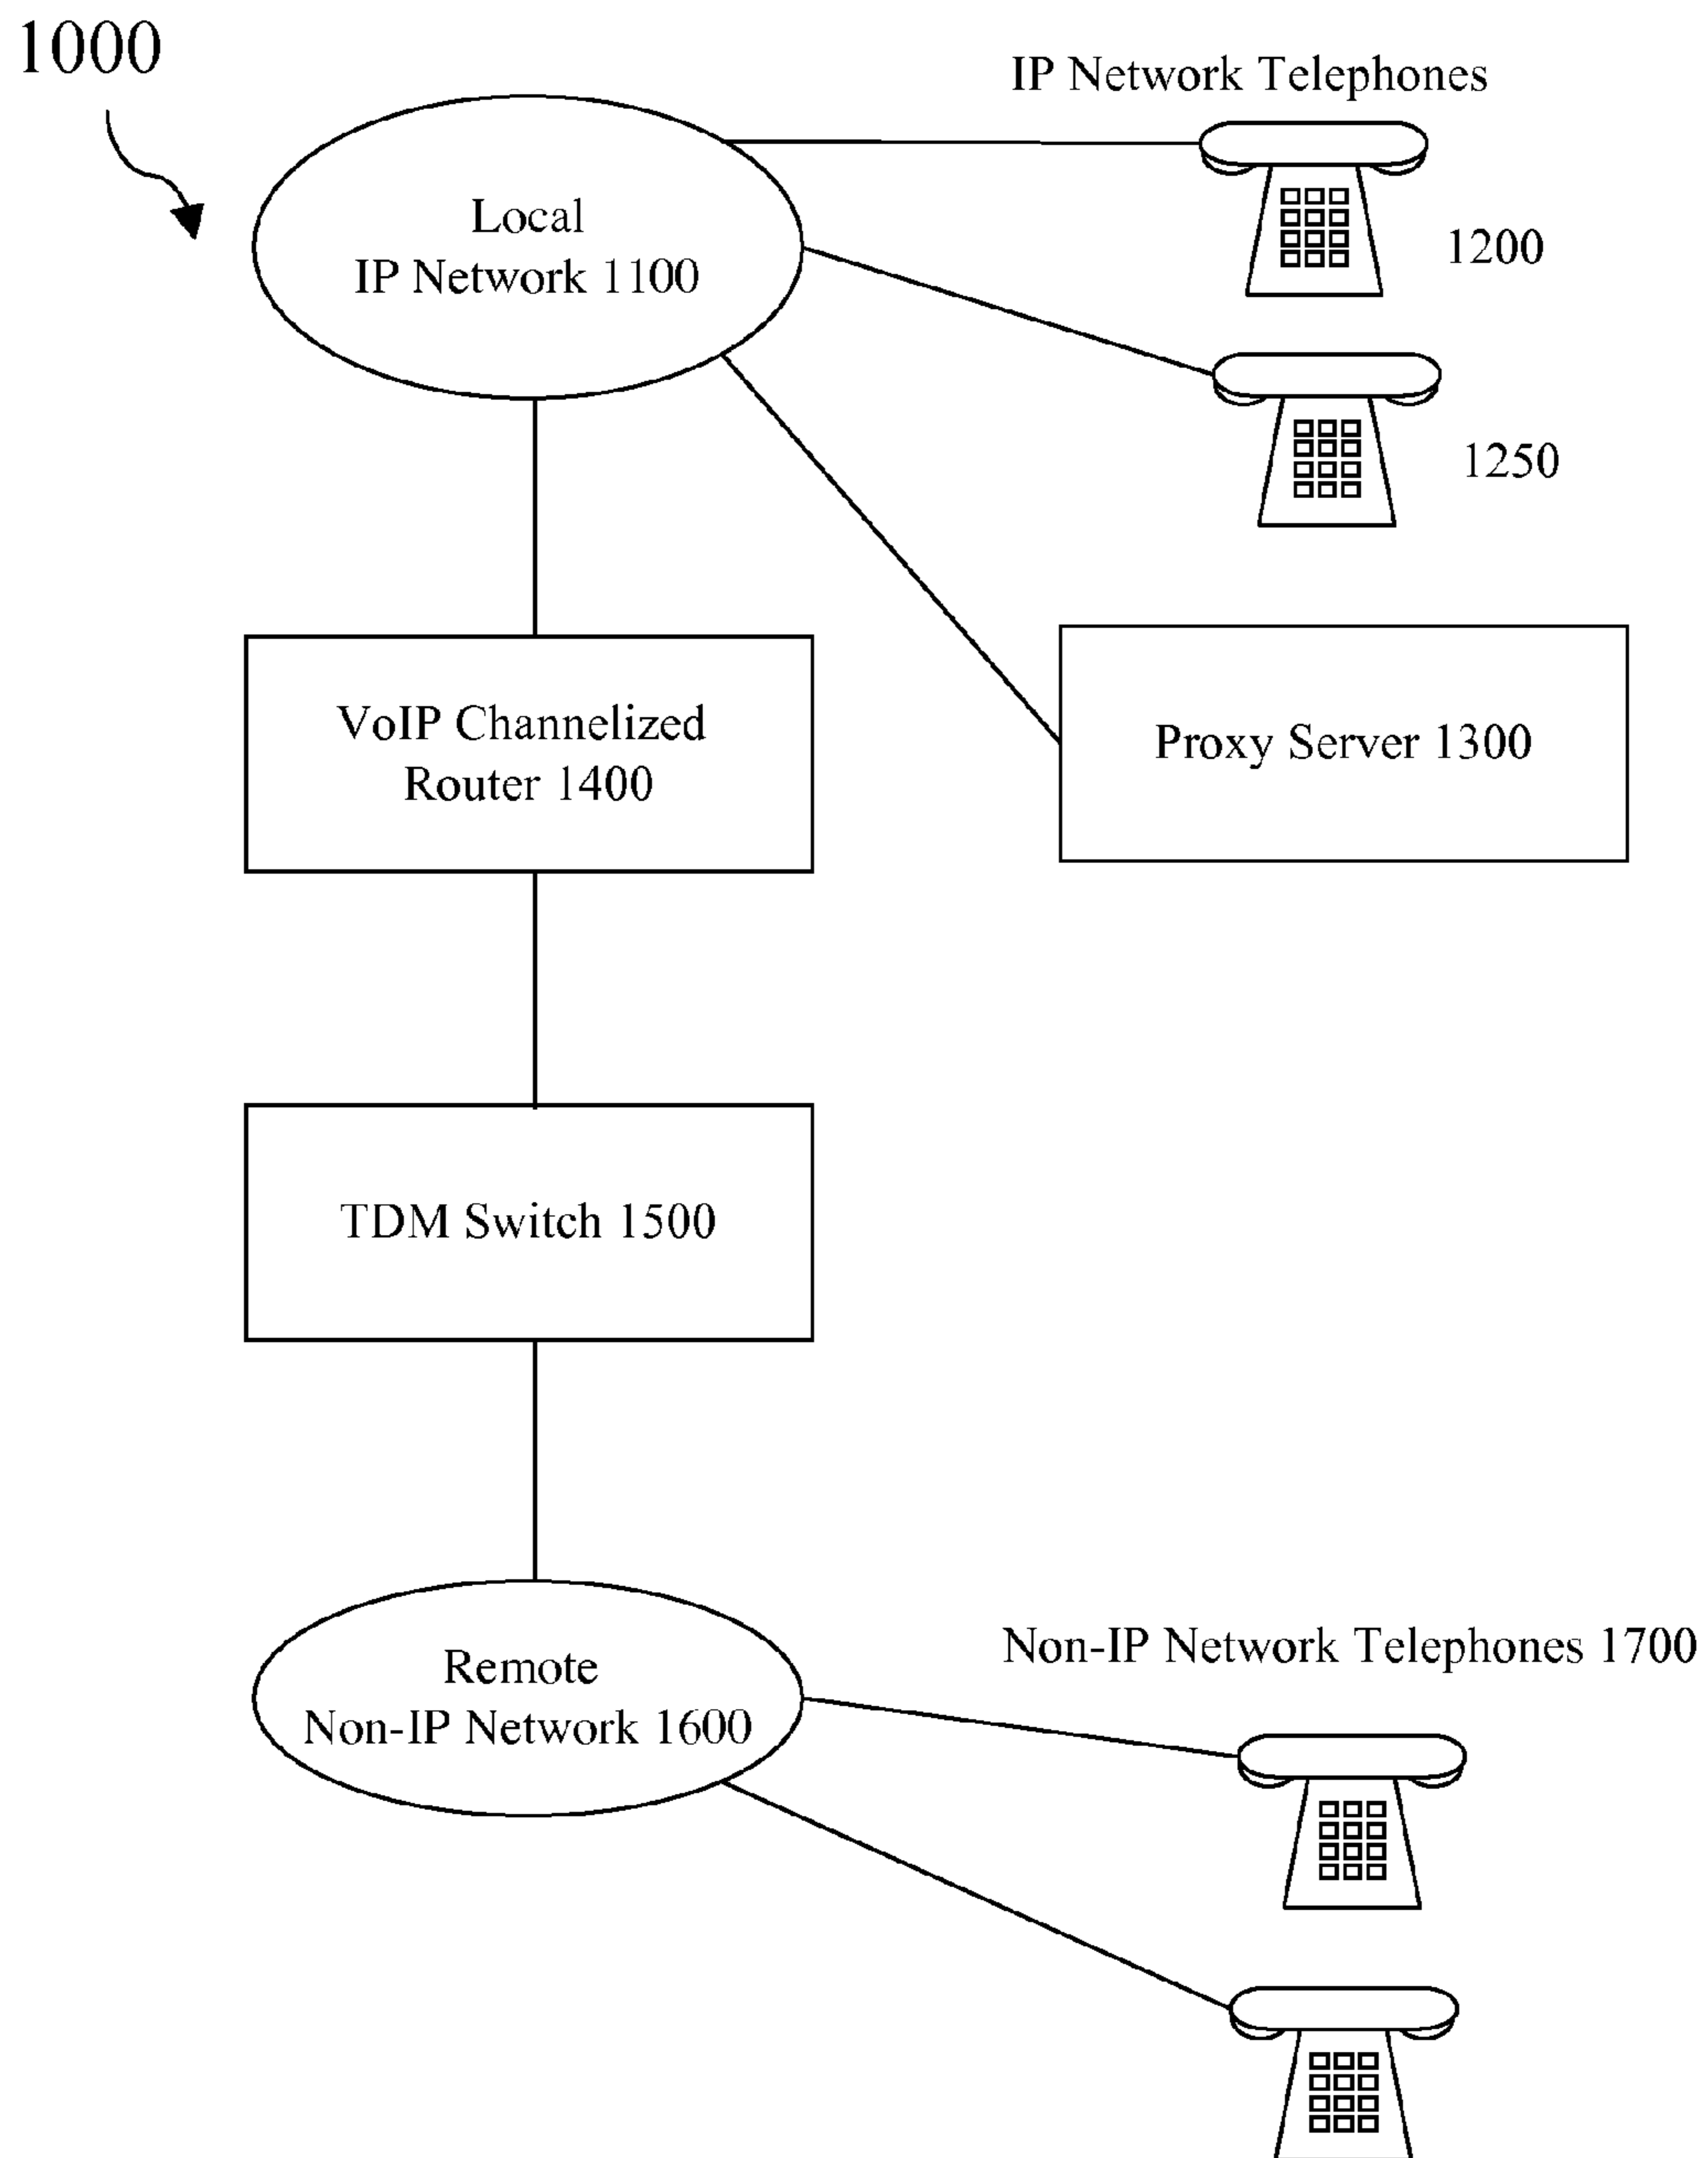 1000
IP Network Telephones
Local
IP Network 1100
1200
1250
VoIP Channelized
Router 1400
Proxy Server 1300
TDM Switch 1500
Remote
Non-IP Network 1600
Non-IP Network Telephones 1700